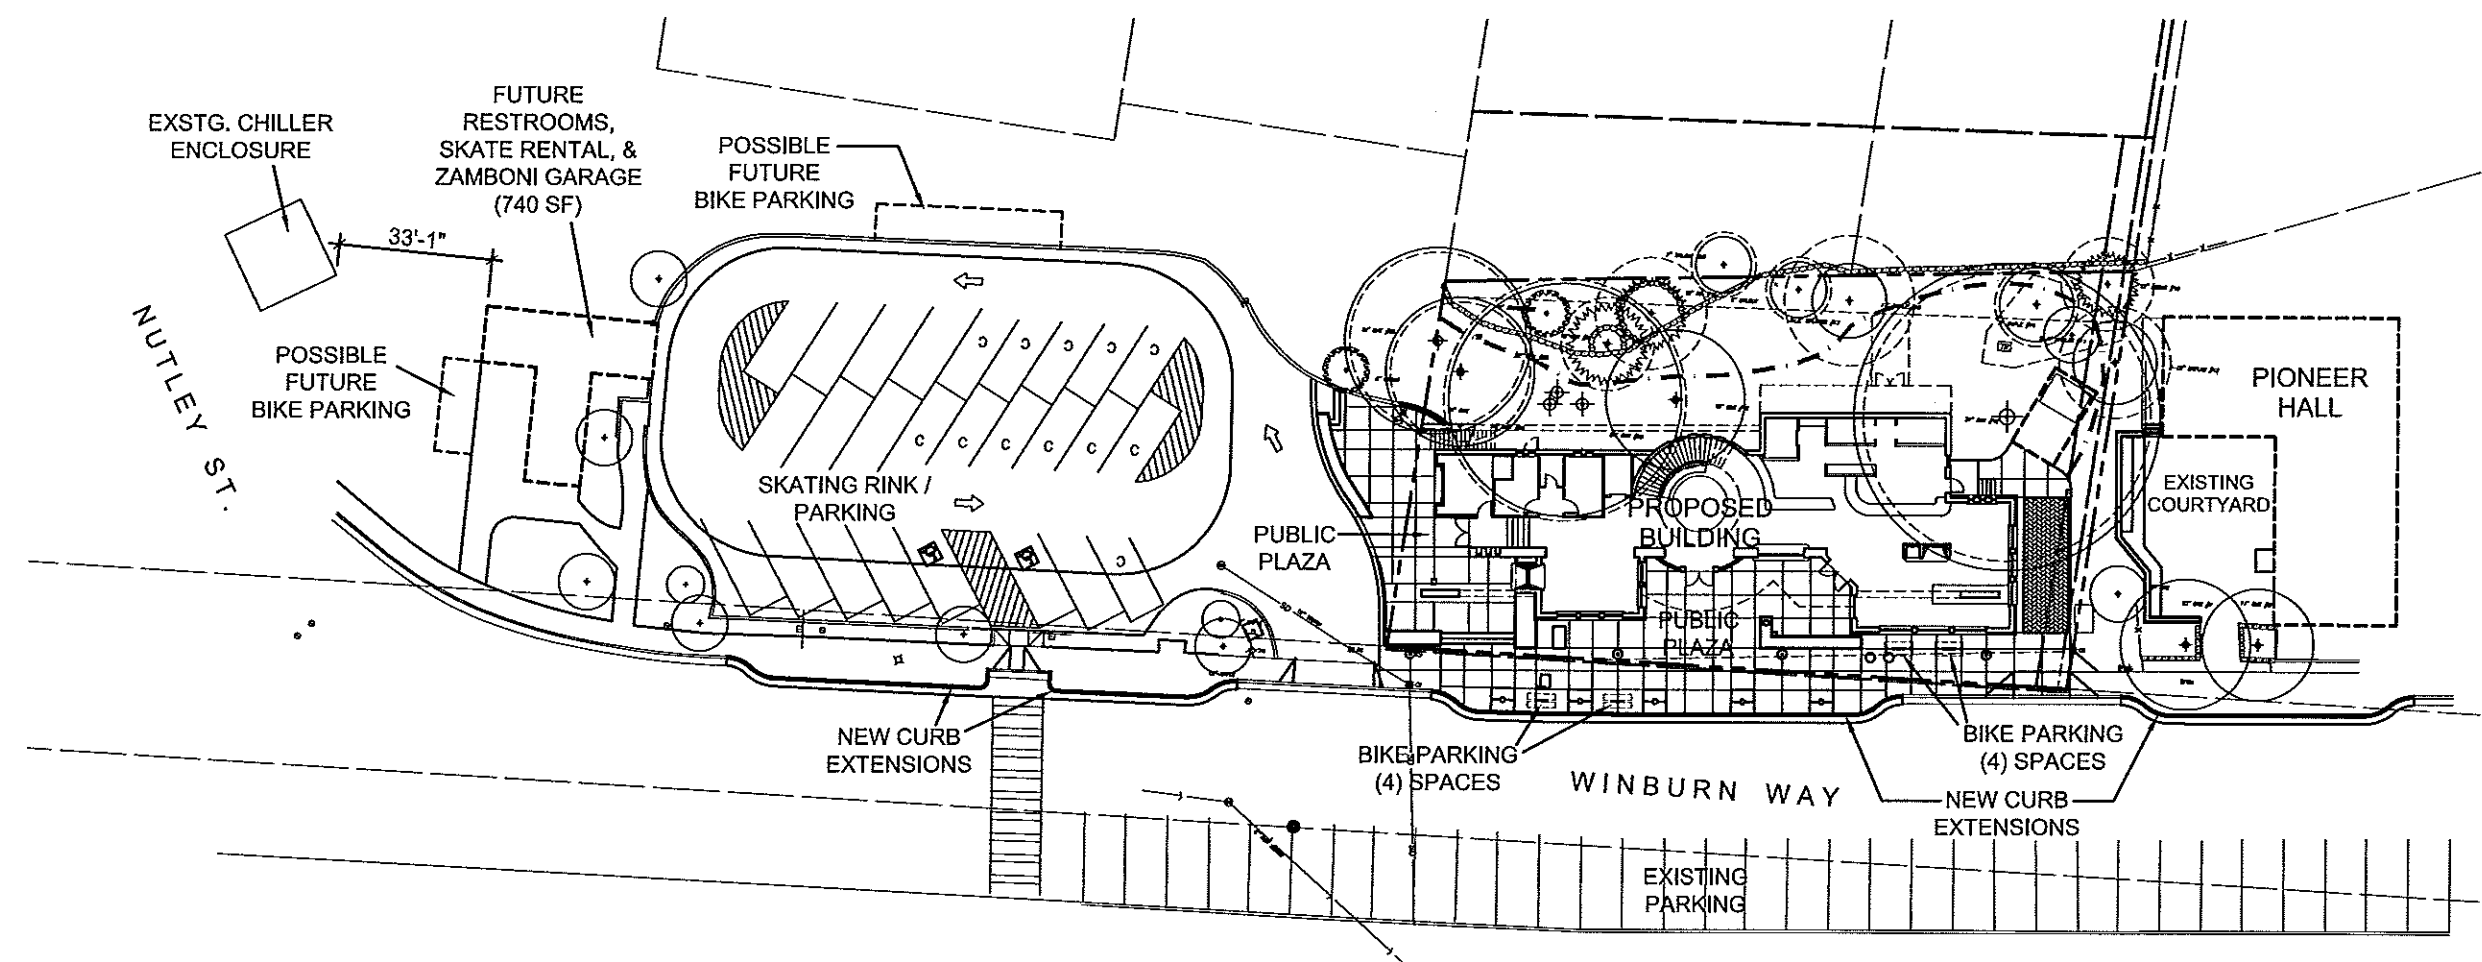 FUTURE
RESTROOMS,
SKATE RENTAL, &
ZAMBONI GARAGE
(740 SF)
EXSTG. CHILLER
ENCLOSURE
POSSIBLE
FUTURE
BIKE PARKING
33'-1"
NUTLEY ST.
POSSIBLE
FUTURE
BIKE PARKING
C C C C C
C C C C C C
SKATING RINK /
PARKING
C
PUBLIC
PLAZA
PROPOSED
BUILDING
PUBLIC
PLAZA
PIONEER
HALL
EXISTING
COURTYARD
NEW CURB
EXTENSIONS
BIKE PARKING
(4) SPACES
BIKE PARKING
(4) SPACES
WINBURN WAY
NEW CURB
EXTENSIONS
EXISTING
PARKING